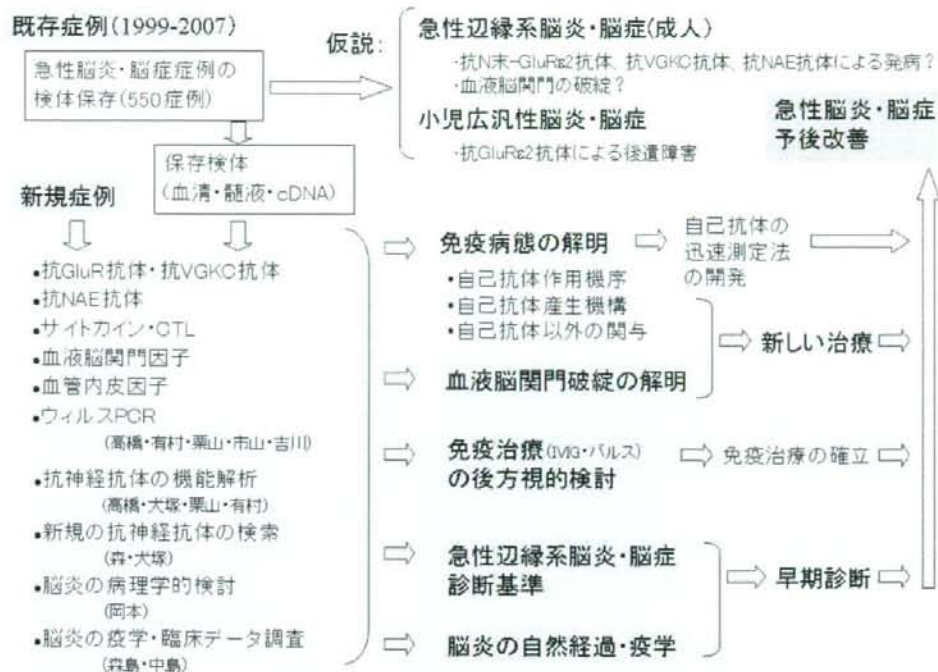 既存症例(1999-2007)
急性脳炎・脳症症例の
検体保存(550症例)
仮説:
急性辺縁系脳炎・脳症(成人)
・抗N末-GluRε2抗体、抗VGKC抗体、抗NAE抗体による発病?
・血液脳関門の破綻?
小児広汎性脳炎・脳症
・抗GluRε2抗体による後遺障害
急性脳炎・脳症
予後改善
保存検体
(血清・髄液・cDNA)
新規症例
•抗GluR抗体・抗VGKC抗体
•抗NAE抗体
•サイトカイン・CTL
•血液脳関門因子
•血管内皮因子
•ウィルスPCR
(高橋・有村・栗山・市山・吉川)
•抗神経抗体の機能解析
(高橋・犬塚・栗山・有村)
•新規の抗神経抗体の検索
(森・犬塚)
•脳炎の病理学的検討
(岡本)
•脳炎の疫学・臨床データ調査
(森島・中島)
免疫病態の解明
•自己抗体作用機序
•自己抗体産生機構
•自己抗体以外の関与
血液脳関門破綻の解明
免疫治療(IVIG・パルス)
の後方視的検討
急性辺縁系脳炎・脳症
診断基準
脳炎の自然経過・疫学
自己抗体の
迅速測定法
の開発
新しい治療
免疫治療の確立
早期診断